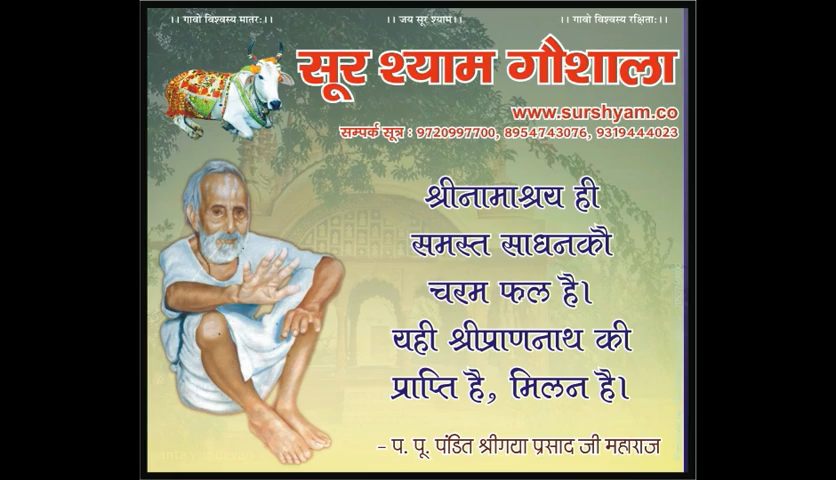 ।। गावो विश्वस्य मातरः।।
।। जय सूर श्याम।।
।। गावो विश्वस्य रक्षिताः।।
सूर श्याम गौशाला
www.surshyam.co
सम्पर्क सूत्र : 9720997700, 8954743076, 9319444023
श्रीनामाश्रय ही
समस्त साधनकौ
चरम फल है।
यही श्रीप्राणनाथ की
प्राप्ति है, मिलन है।
- प. पू. पंडित श्रीगया प्रसाद जी महाराज